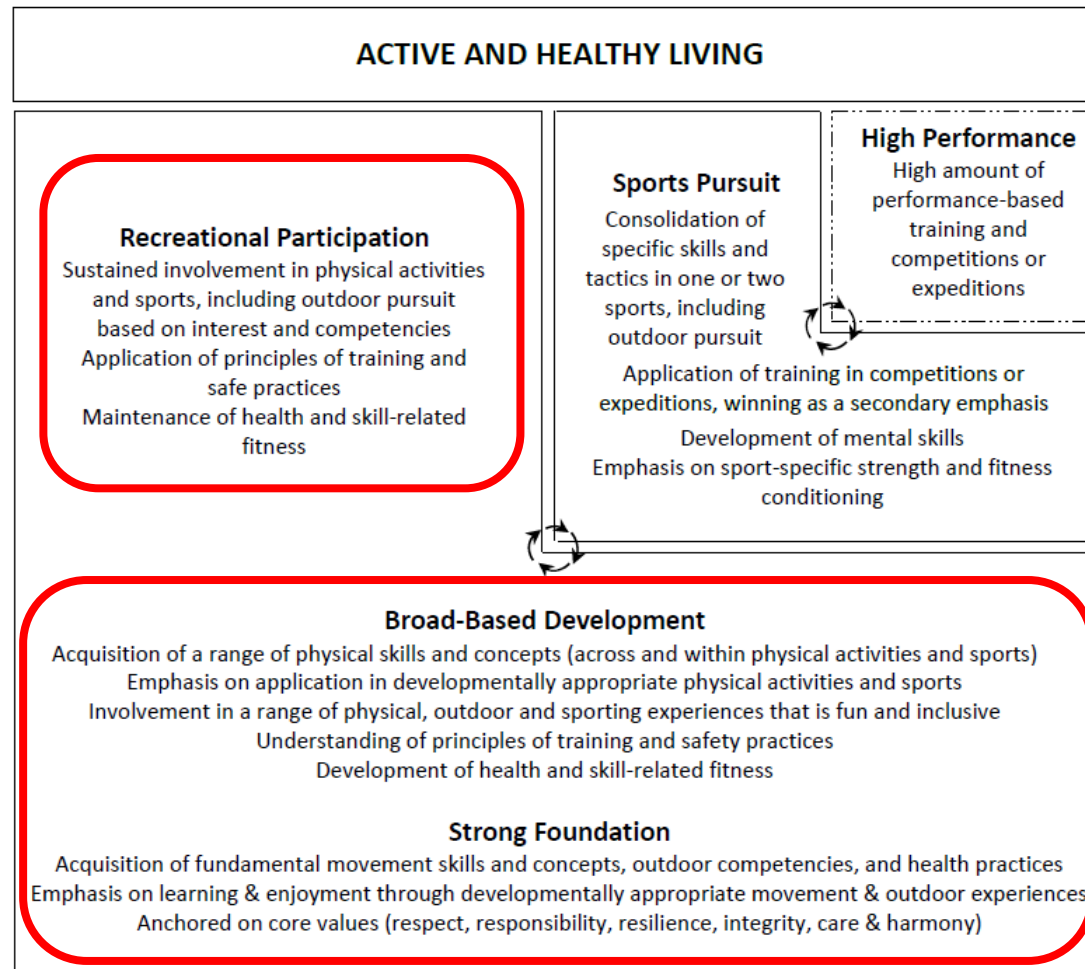 ACTIVE AND HEALTHY LIVING
Recreational Participation
Sustained involvement in physical activities
and sports, including outdoor pursuit
based on interest and competencies
Application of principles of training and
safe practices
Maintenance of health and skill-related
fitness
Sports Pursuit
Consolidation of
specific skills and
tactics in one or two
sports, including
outdoor pursuit
Application of training in competitions or
expeditions, winning as a secondary emphasis
Development of mental skills
Emphasis on sport-specific strength and fitness
conditioning
High Performance
High amount of
performance-based
training and
competitions or
expeditions
Broad-Based Development
Acquisition of a range of physical skills and concepts (across and within physical activities and sports)
Emphasis on application in developmentally appropriate physical activities and sports
Involvement in a range of physical, outdoor and sporting experiences that is fun and inclusive
Understanding of principles of training and safety practices
Development of health and skill-related fitness
Strong Foundation
Acquisition of fundamental movement skills and concepts, outdoor competencies, and health practices
Emphasis on learning & enjoyment through developmentally appropriate movement & outdoor experiences
Anchored on core values (respect, responsibility, resilience, integrity, care & harmony)